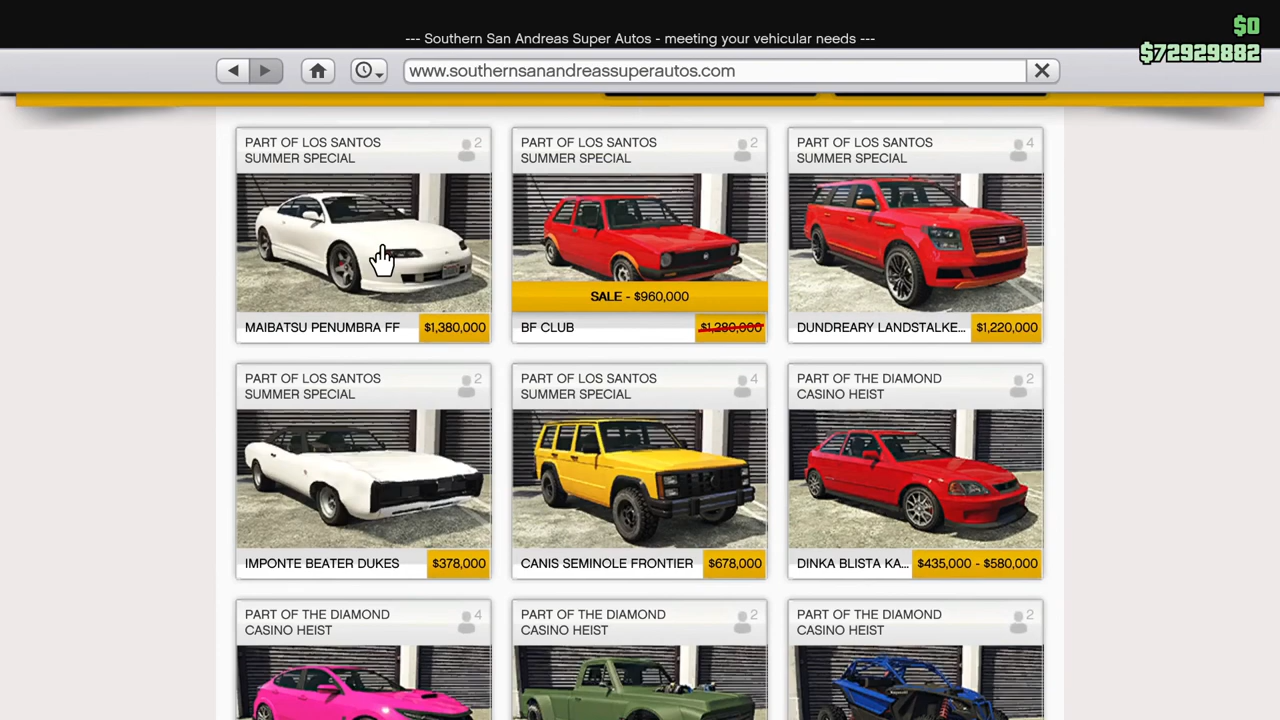 --- Southern San Andreas Super Autos - meeting your vehicular needs ---
$0
$72929882
www.southernsanandreassuperautos.com
PART OF LOS SANTOS
SUMMER SPECIAL
2
MAIBATSU PENUMBRA FF
$1,380,000
PART OF LOS SANTOS
SUMMER SPECIAL
2
SALE - $960,000
BF CLUB
$1,280,000
PART OF LOS SANTOS
SUMMER SPECIAL
4
DUNDREARY LANDSTALKE...
$1,220,000
PART OF LOS SANTOS
SUMMER SPECIAL
2
IMPONTE BEATER DUKES
$378,000
PART OF LOS SANTOS
SUMMER SPECIAL
4
CANIS SEMINOLE FRONTIER
$678,000
PART OF THE DIAMOND
CASINO HEIST
2
DINKA BLISTA KA...
$435,000 - $580,000
PART OF THE DIAMOND
CASINO HEIST
4
PART OF THE DIAMOND
CASINO HEIST
2
PART OF THE DIAMOND
CASINO HEIST
2